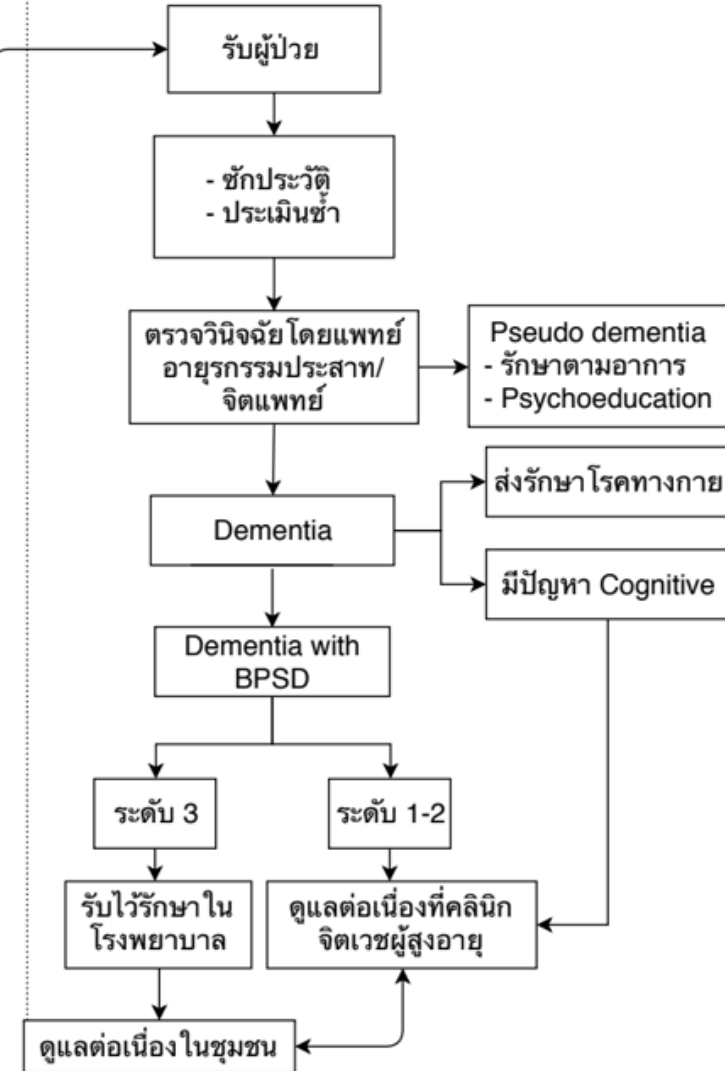 รับผู้ป่วย
- ซักประวัติ
- ประเมินซ้ำ
ตรวจวินิจฉัยโดยแพทย์
อายุรกรรมประสาท/
จิตแพทย์
Pseudo dementia
- รักษาตามอาการ
- Psychoeducation
ส่งรักษาโรคทางกาย
Dementia
มีปัญหา Cognitive
Dementia with
BPSD
ระดับ 3
ระดับ 1-2
รับไว้รักษาใน
โรงพยาบาล
ดูแลต่อเนื่องที่คลินิก
จิตเวชผู้สูงอายุ
ดูแลต่อเนื่องในชุมชน